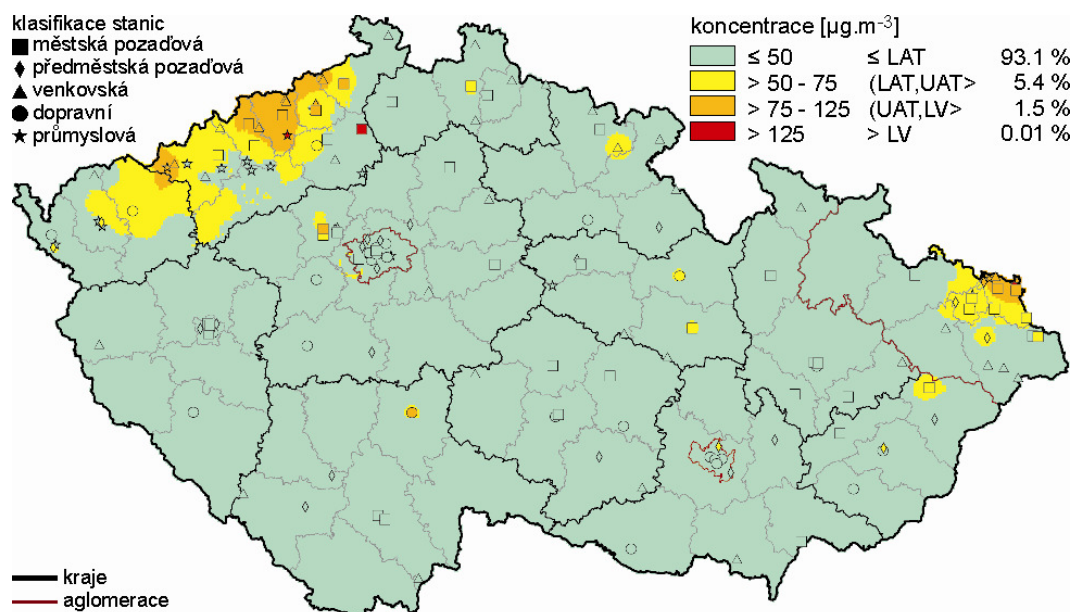 klasifikace stanic
městská pozaďová
předměstská pozaďová
venkovská
dopravní
průmyslová
koncentrace [µg.m⁻³]
≤ 50 ≤ LAT 93.1 %
> 50 - 75 (LAT,UAT> 5.4 %
> 75 - 125 (UAT,LV> 1.5 %
> 125 > LV 0.01 %
kraje
aglomerace